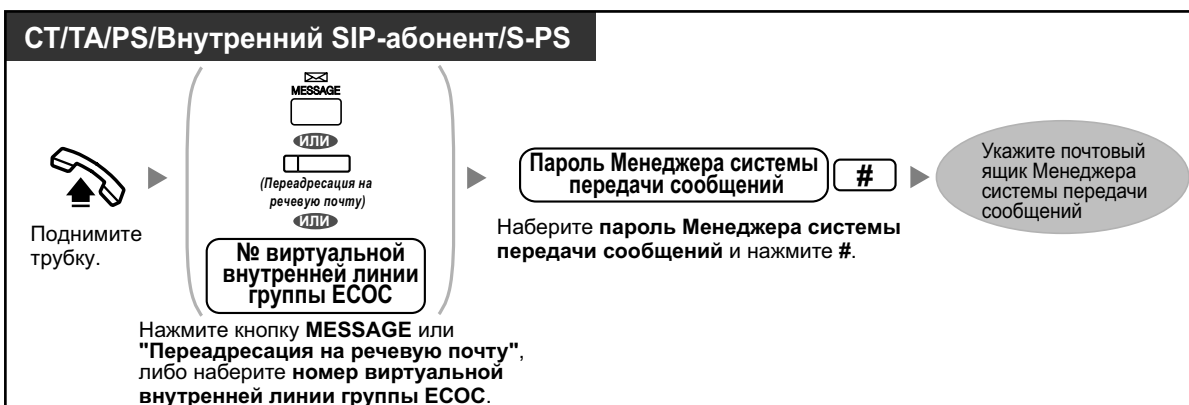 СТ/ТА/PS/Внутренний SIP-абонент/S-PS
Поднимите
трубку.
MESSAGE
ИЛИ
(Переадресация на
речевую почту)
ИЛИ
№ виртуальной
внутренней линии
группы ЕСОС
Нажмите кнопку MESSAGE или
"Переадресация на речевую почту",
либо наберите номер виртуальной
внутренней линии группы ЕСОС.
Пароль Менеджера системы
передачи сообщений
#
Наберите пароль Менеджера системы
передачи сообщений и нажмите #.
Укажите почтовый
ящик Менеджера
системы передачи
сообщений